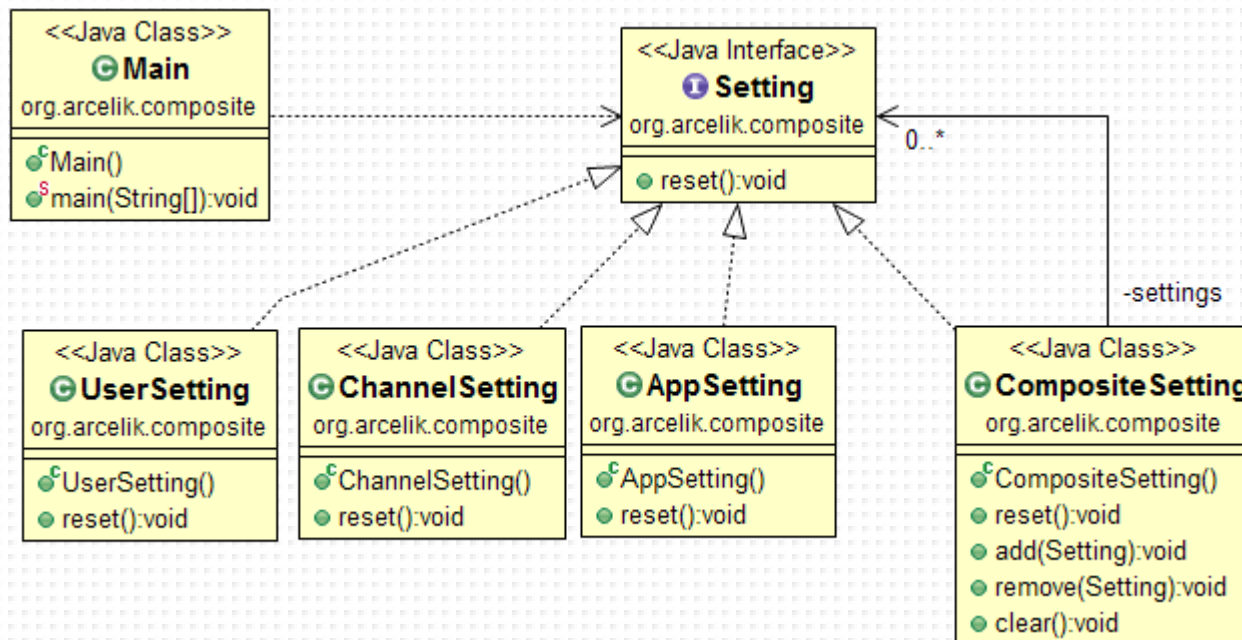 <<Java Class>>
Main
org.arcelik.composite
Main()
main(String[]):void
<<Java Interface>>
Setting
org.arcelik.composite
reset():void
0..*
-settings
<<Java Class>>
UserSetting
org.arcelik.composite
UserSetting()
reset():void
<<Java Class>>
ChannelSetting
org.arcelik.composite
ChannelSetting()
reset():void
<<Java Class>>
AppSetting
org.arcelik.composite
AppSetting()
reset():void
<<Java Class>>
CompositeSetting
org.arcelik.composite
CompositeSetting()
reset():void
add(Setting):void
remove(Setting):void
clear():void